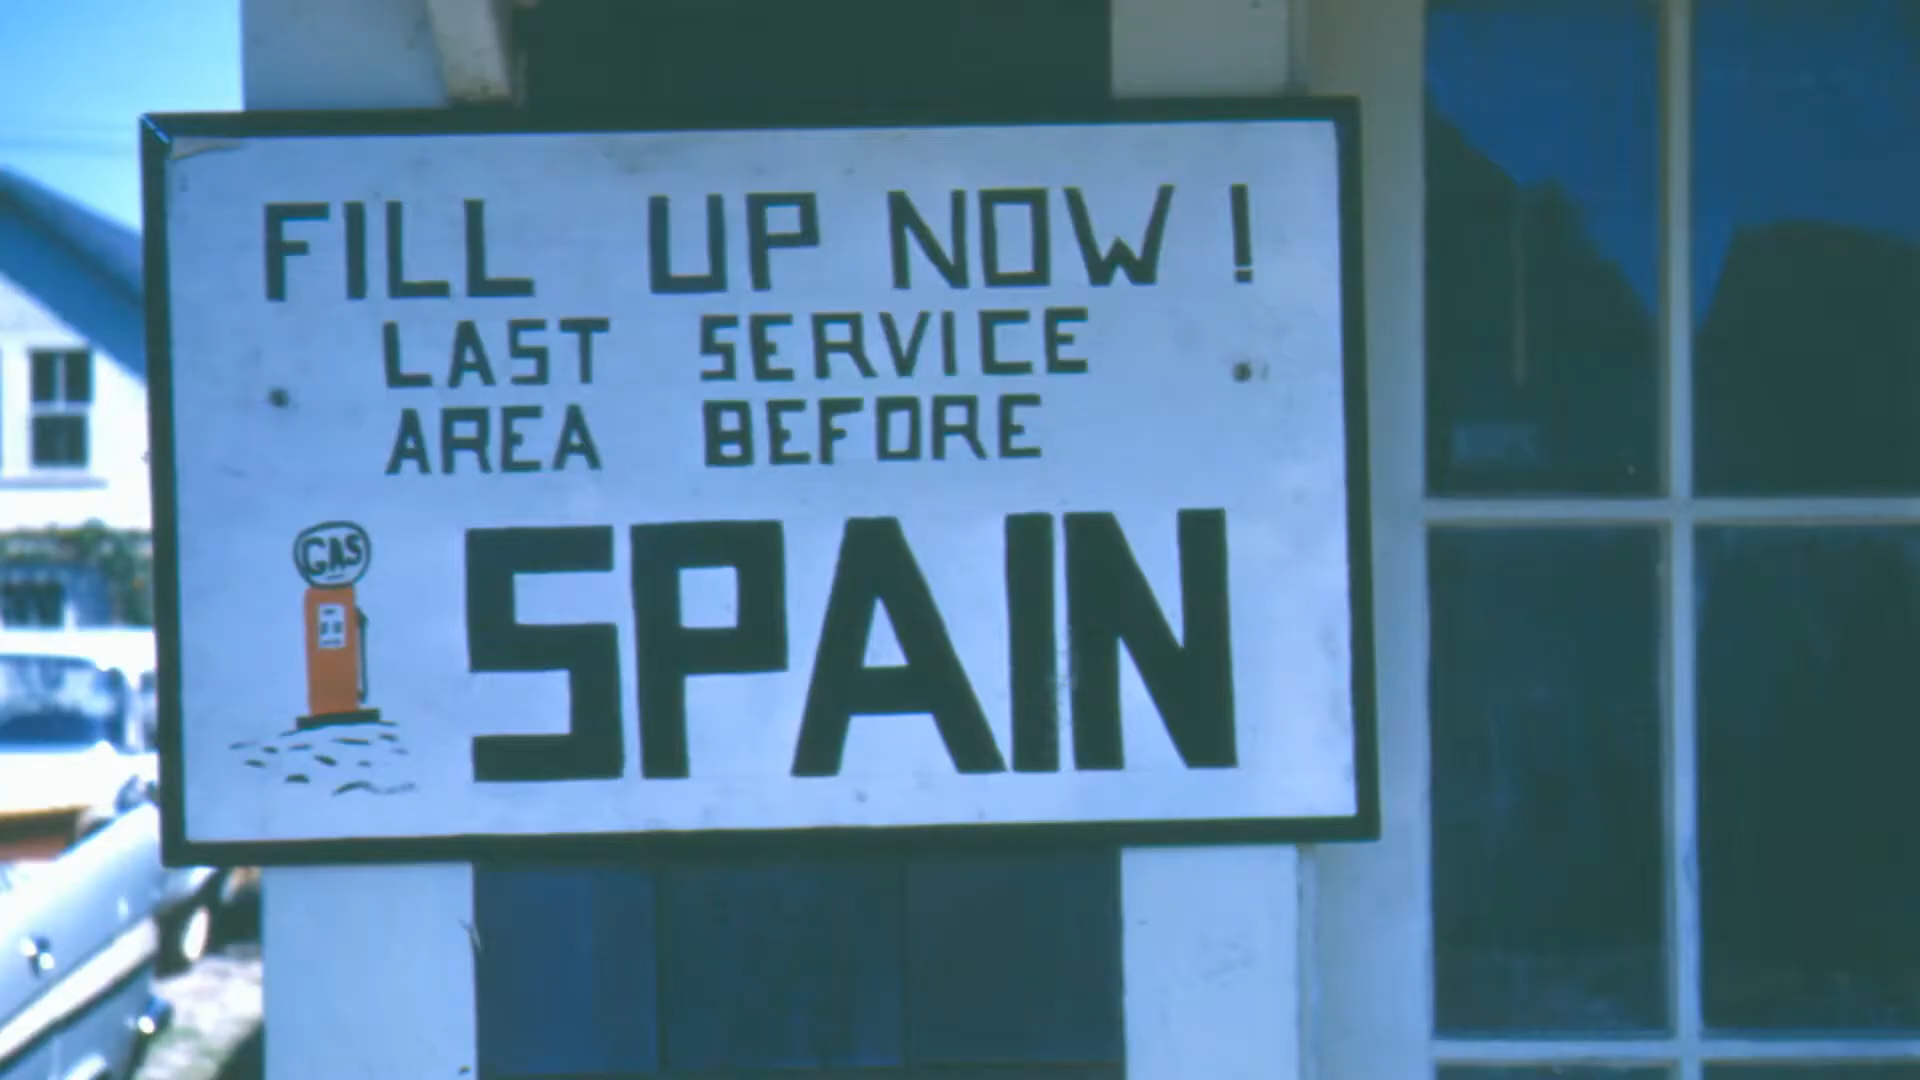 FILL UP NOW!
LAST SERVICE
AREA BEFORE
GAS
SPAIN